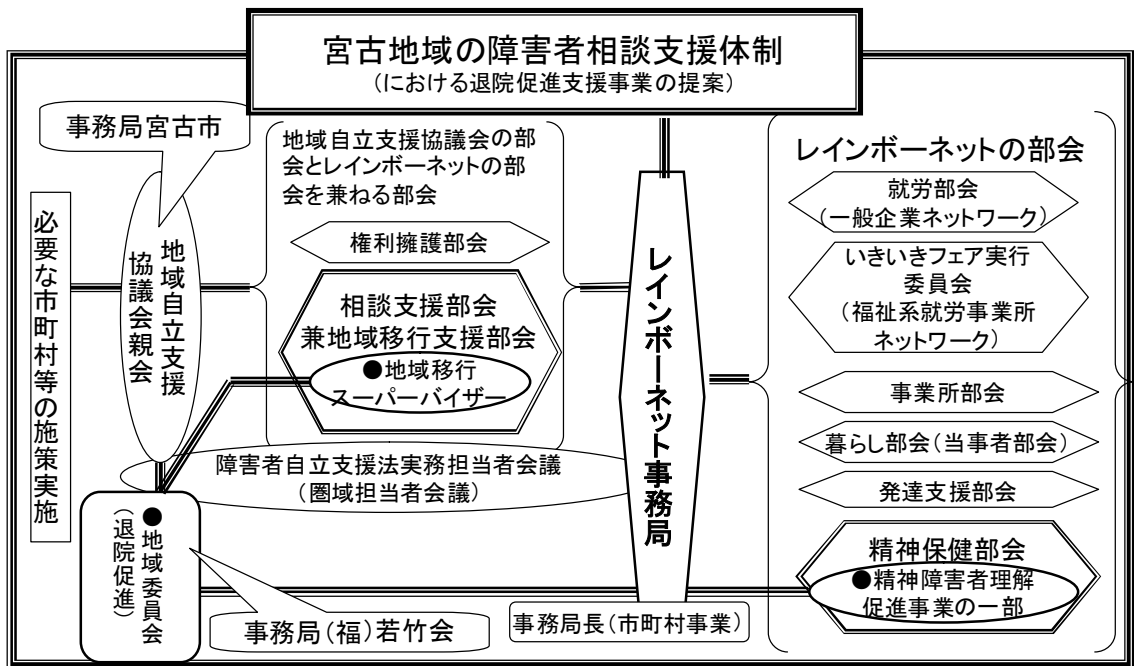 宮古地域の障害者相談支援体制
(における退院促進支援事業の提案)
事務局宮古市
必要な市町村等の施策実施
地域自立支援
協議会親会
地域自立支援協議会の部
会とレインボーネットの部
会を兼ねる部会
権利擁護部会
相談支援部会
兼地域移行支援部会
●地域移行
スーパーバイザー
障害者自立支援法実務担当者会議
(圏域担当者会議)
●地域委員会
(退院促進)
事務局(福)若竹会
レインボーネット事務局
事務局長(市町村事業)
レインボーネットの部会
就労部会
(一般企業ネットワーク)
いきいきフェア実行
委員会
(福祉系就労事業所
ネットワーク)
事業所部会
暮らし部会(当事者部会)
発達支援部会
精神保健部会
●精神障害者理解
促進事業の一部